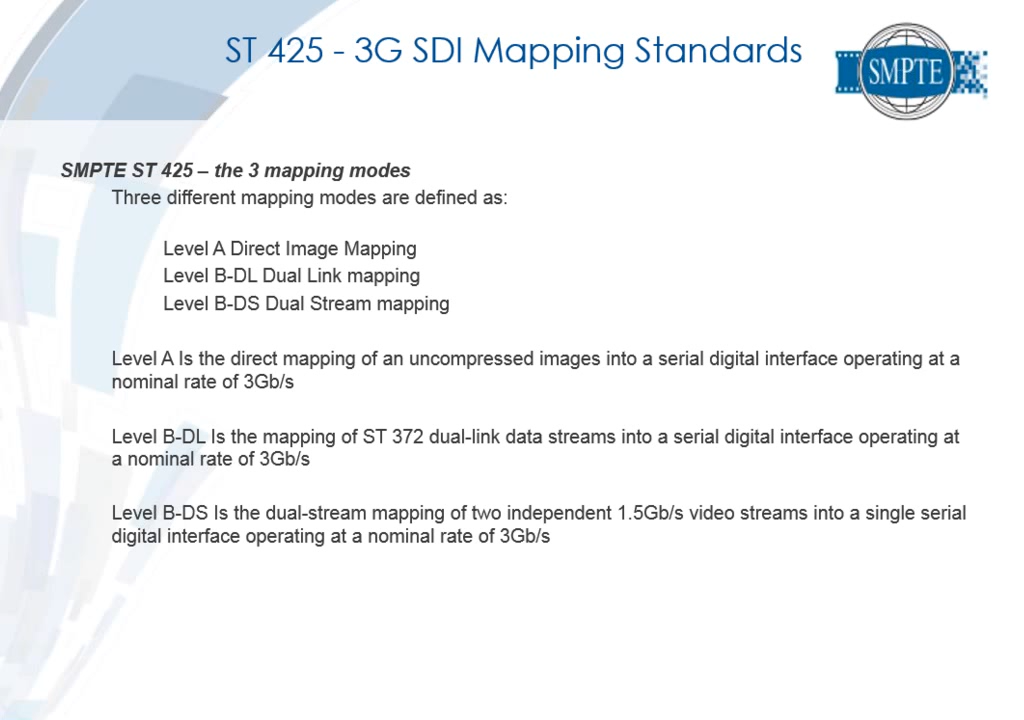 ST 425 - 3G SDI Mapping Standards
SMPTE
SMPTE ST 425 – the 3 mapping modes
Three different mapping modes are defined as:
Level A Direct Image Mapping
Level B-DL Dual Link mapping
Level B-DS Dual Stream mapping
Level A Is the direct mapping of an uncompressed images into a serial digital interface operating at a
nominal rate of 3Gb/s
Level B-DL Is the mapping of ST 372 dual-link data streams into a serial digital interface operating at
a nominal rate of 3Gb/s
Level B-DS Is the dual-stream mapping of two independent 1.5Gb/s video streams into a single serial
digital interface operating at a nominal rate of 3Gb/s